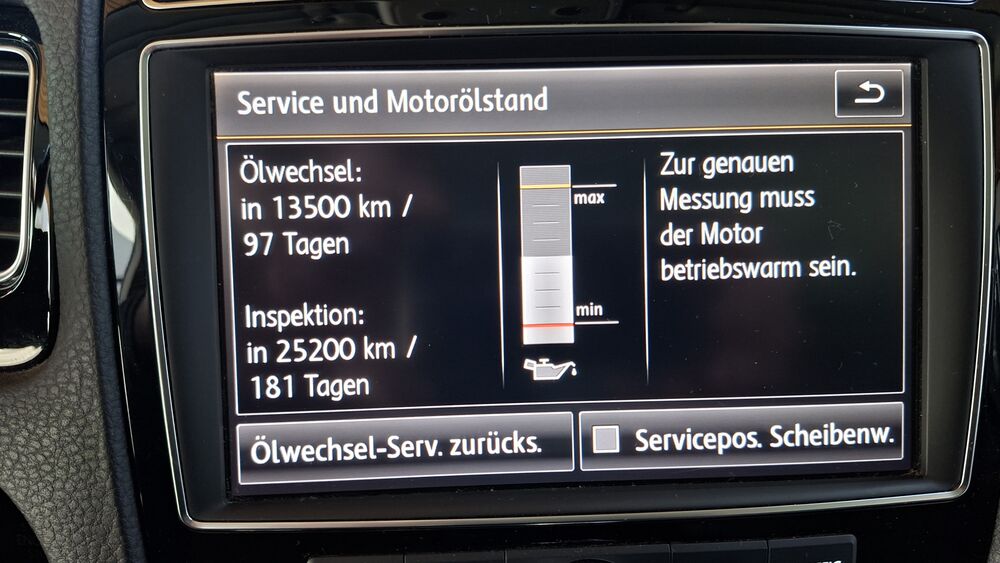 Service und Motorölstand
Ölwechsel:
in 13500 km /
97 Tagen
Inspektion:
in 25200 km /
181 Tagen
max
min
Zur genauen
Messung muss
der Motor
betriebswarm sein.
Ölwechsel-Serv. zurücks.
Servicepos. Scheibenw.